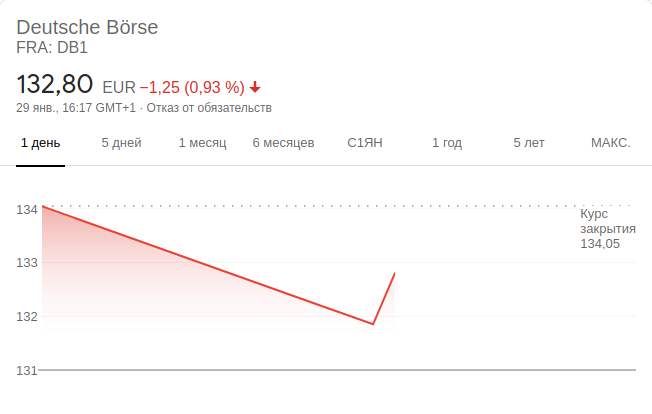 Deutsche Börse
FRA: DB1
132,80 EUR −1,25 (0,93 %)
29 янв., 16:17 GMT+1 · Отказ от обязательств
1 день 5 дней 1 месяц 6 месяцев С1ЯН 1 год 5 лет МАКС.
134
Курс
закрытия
134,05
133
132
131